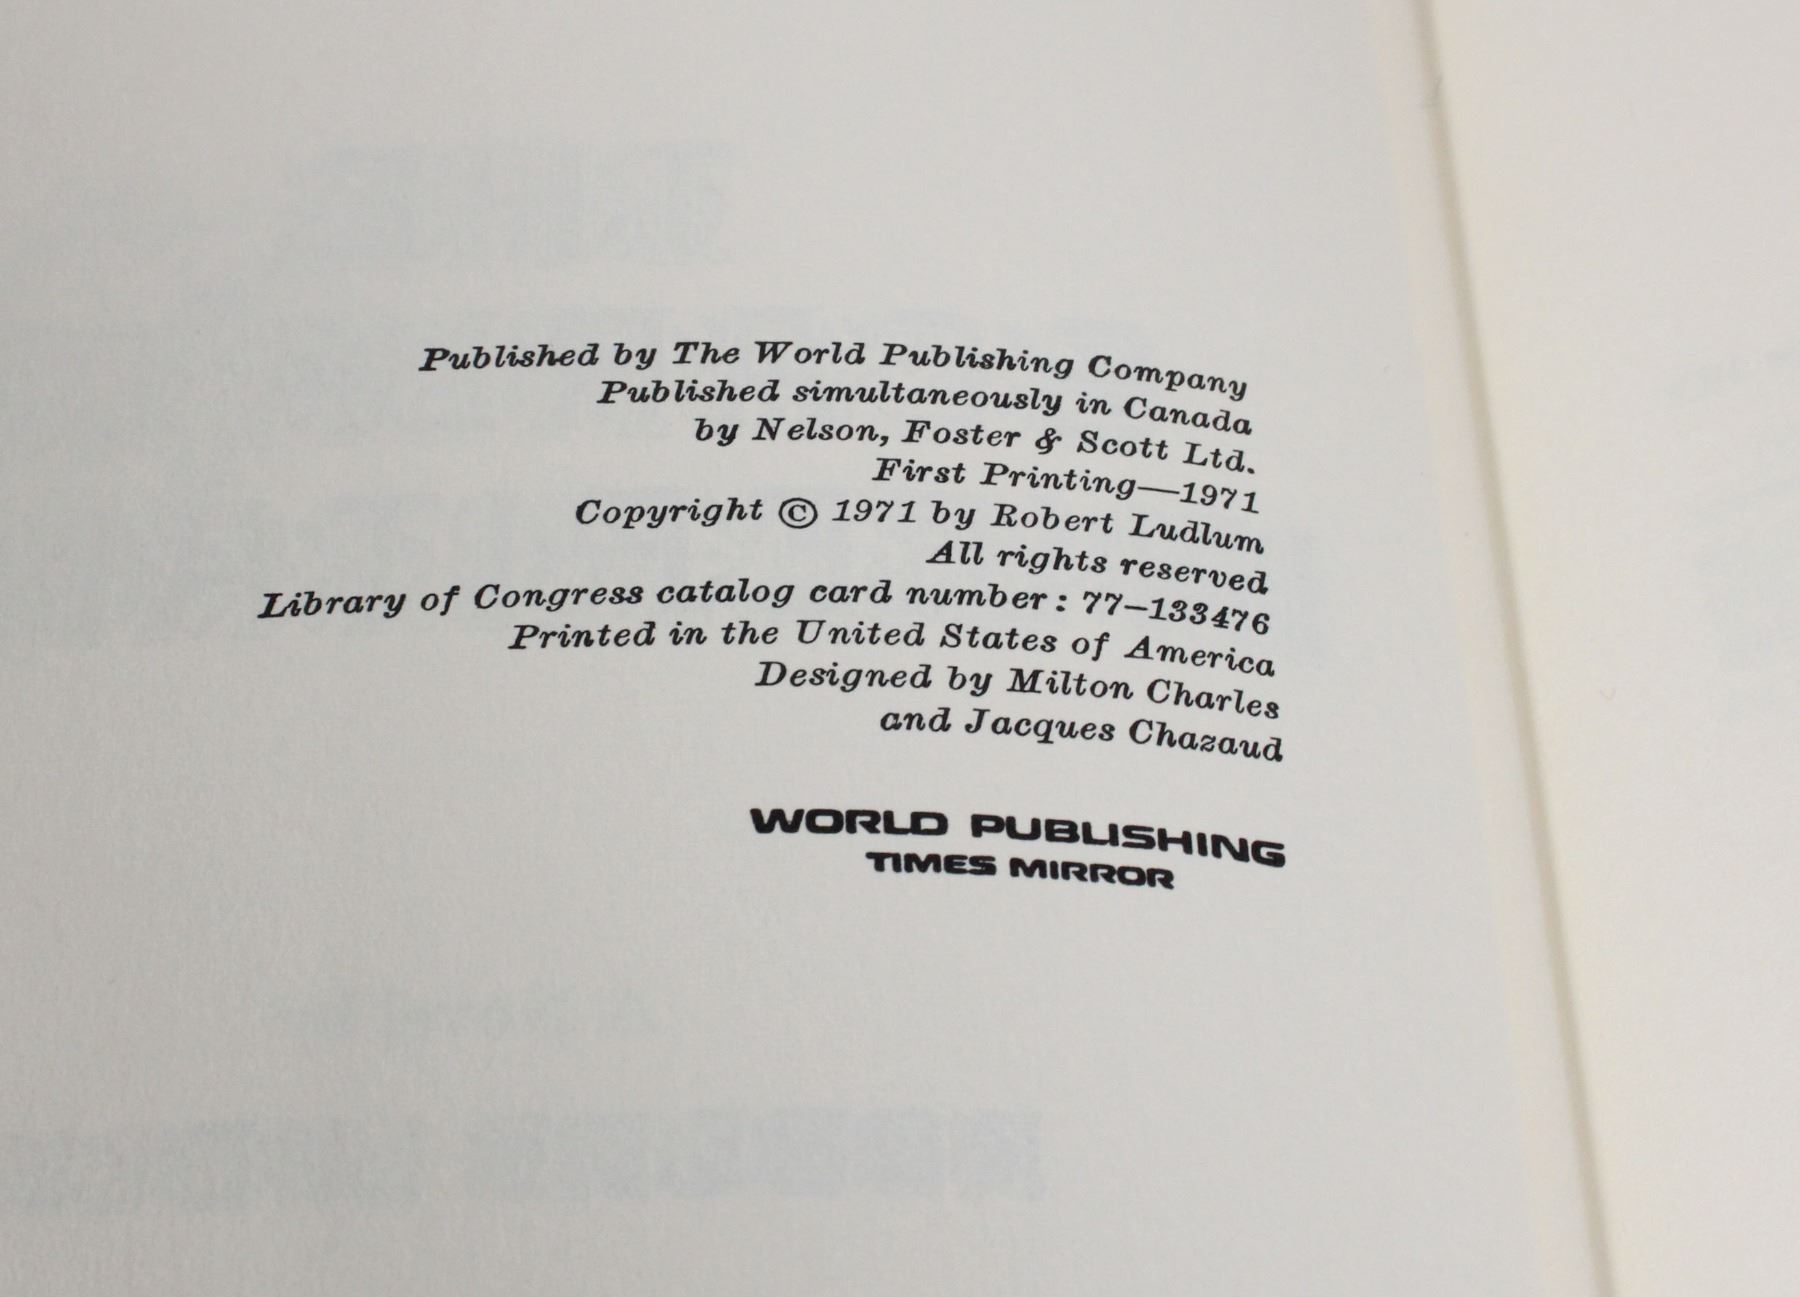 Published by The World Publishing Company
Published simultaneously in Canada
by Nelson, Foster & Scott Ltd.
First Printing—1971
Copyright © 1971 by Robert Ludlum
All rights reserved
Library of Congress catalog card number: 77–133476
Printed in the United States of America
Designed by Milton Charles
and Jacques Chazaud
WORLD PUBLISHING
TIMES MIRROR